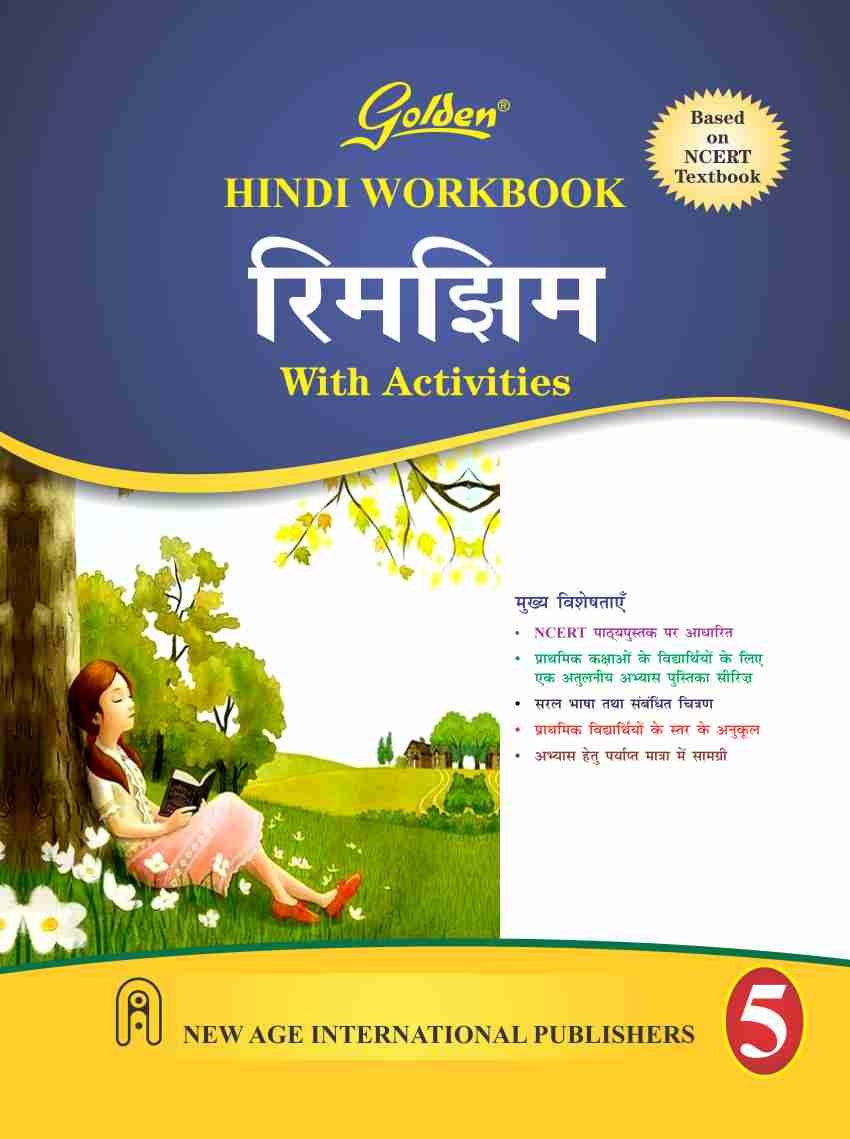 Golden®
Based
on
NCERT
Textbook
HINDI WORKBOOK
रिमझिम
With Activities
मुख्य विशेषताएँ
• NCERT पाठ्यपुस्तक पर आधारित
• प्राथमिक कक्षाओं के विद्यार्थियों के लिए
एक अतुलनीय अभ्यास पुस्तिका सीरिज़
• सरल भाषा तथा संबंधित चित्रण
• प्राथमिक विद्यार्थियों के स्तर के अनुकूल
• अभ्यास हेतु पर्याप्त मात्रा में सामग्री
NEW AGE INTERNATIONAL PUBLISHERS
5